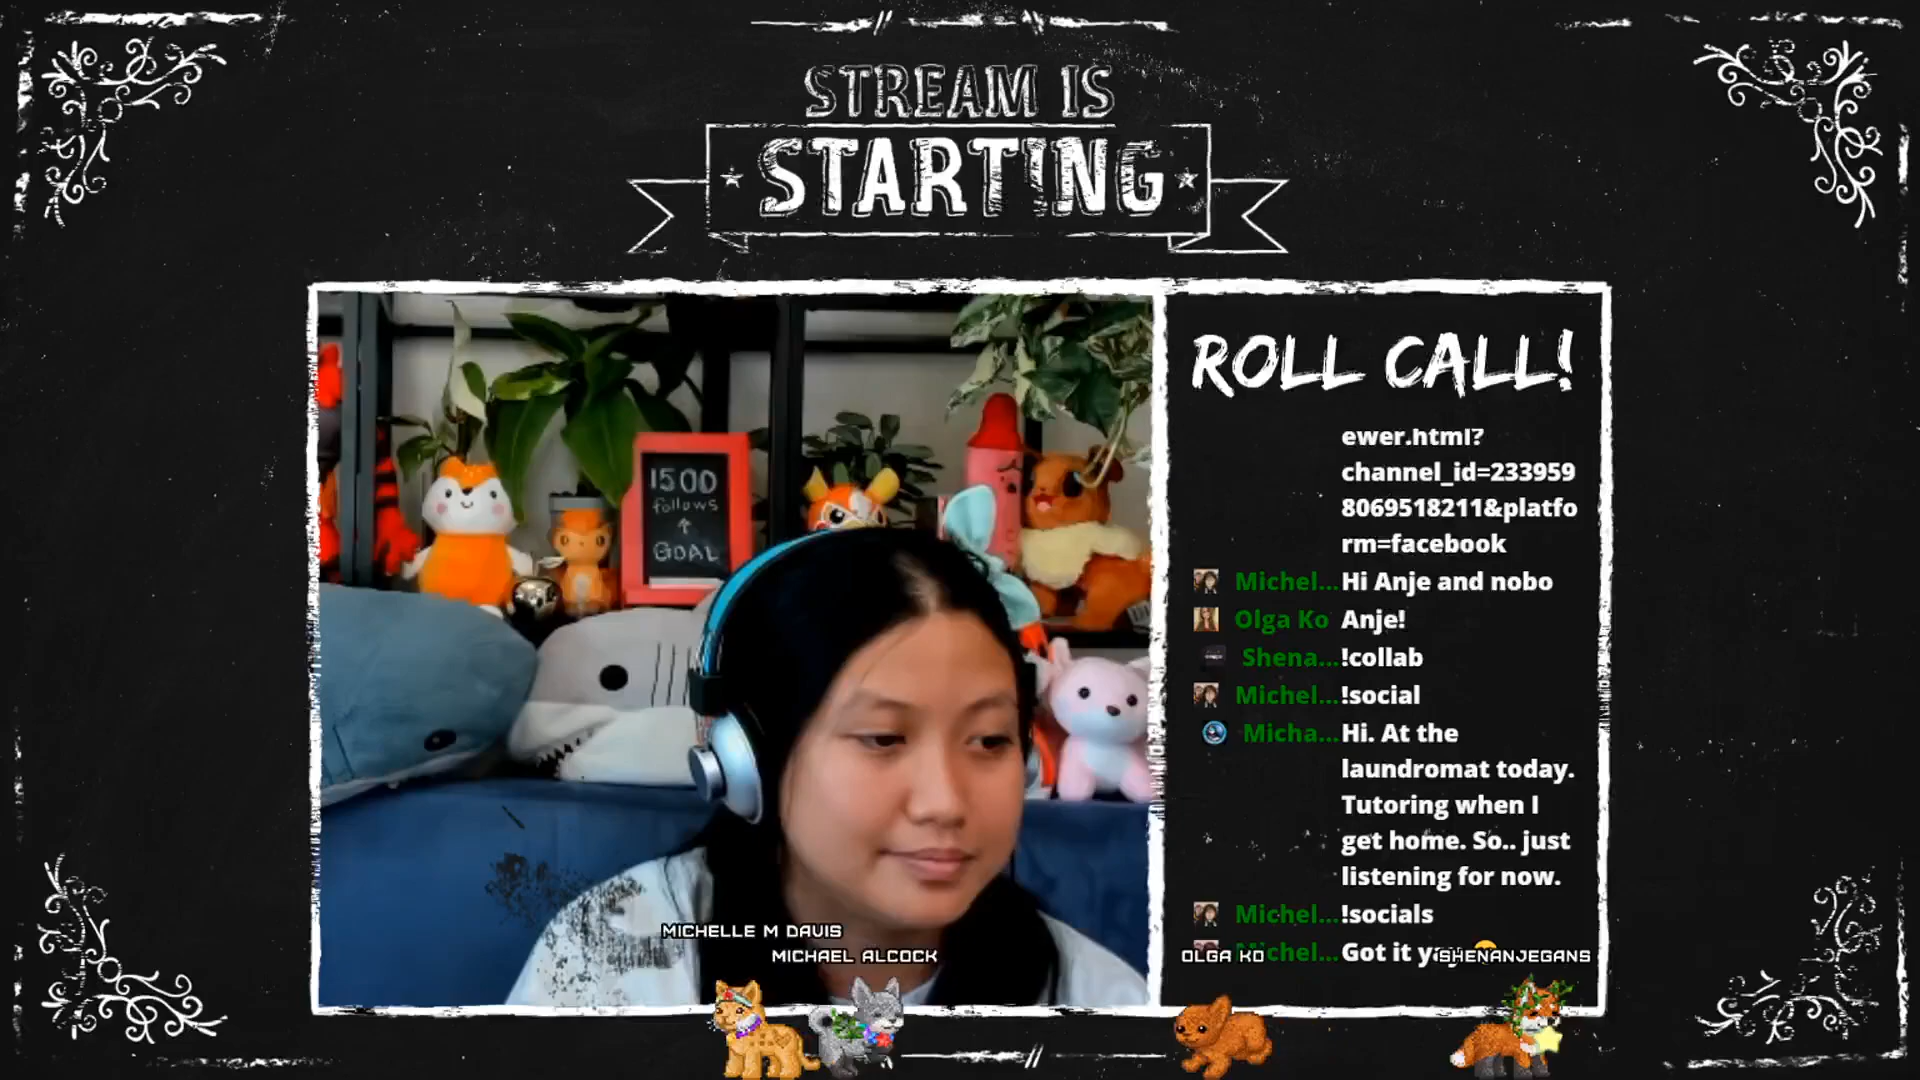 STREAM IS
STARTING
1500
follows
↑
GOAL
ROLL CALL!
ewer.html?
channel_id=233959
8069518211&platfo
rm=facebook
Michel... Hi Anje and nobo
Olga Ko Anje!
Shena... !collab
Michel... !social
Micha... Hi. At the
laundromat today.
Tutoring when I
get home. So.. just
listening for now.
Michel... !socials
Michel... Got it
MICHELLE M DAVIS
MICHAEL ALCOCK
OLGA KO
SHENANJEGANS